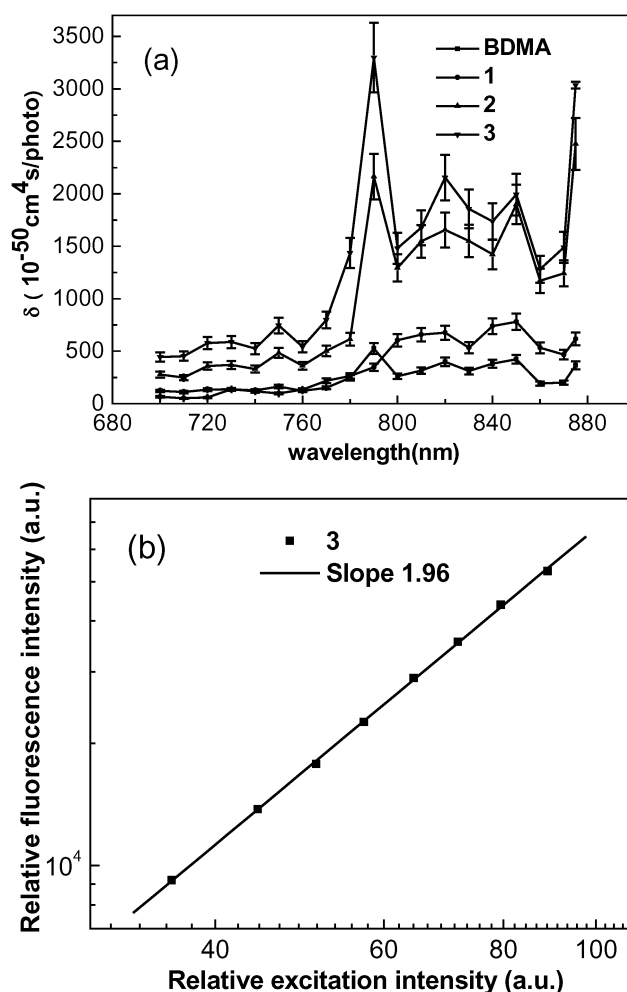 (a)
BDMA
1
2
3
3500
3000
2500
2000
1500
1000
500
0
δ ( 10⁻⁵⁰cm⁴s/photo)
680 720 760 800 840 880
wavelength(nm)
(b)
3
Slope 1.96
10⁴
Relative fluorescence intensity (a.u.)
40 60 80 100
Relative excitation intensity (a.u.)